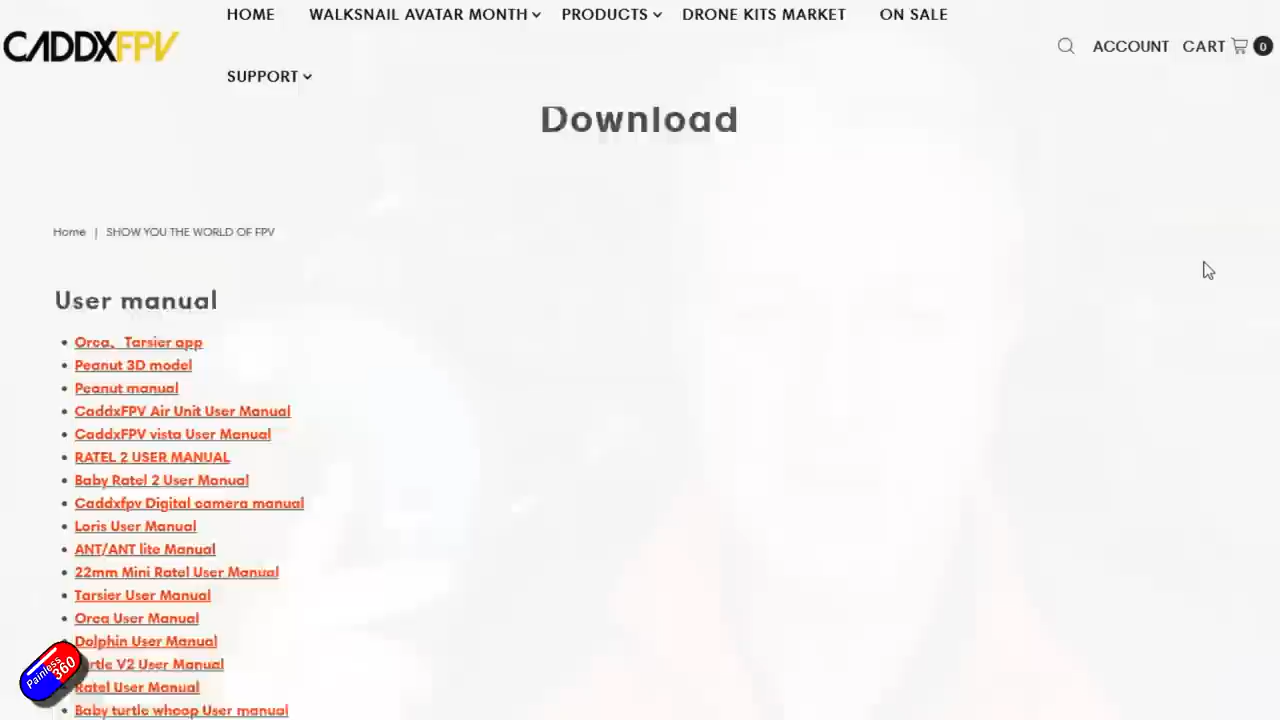 HOME WALKSNAIL AVATAR MONTH PRODUCTS DRONE KITS MARKET ON SALE
CADDXFPV
ACCOUNT CART 0
SUPPORT
Download
Home | SHOW YOU THE WORLD OF FPV
User manual
Orca、Tarsier app
Peanut 3D model
Peanut manual
CaddxFPV Air Unit User Manual
CaddxFPV vista User Manual
RATEL 2 USER MANUAL
Baby Ratel 2 User Manual
Caddxfpv Digital camera manual
Loris User Manual
ANT/ANT lite Manual
22mm Mini Ratel User Manual
Tarsier User Manual
Orca User Manual
Dolphin User Manual
rtle V2 User Manual
Ratel User Manual
Baby turtle whoop User manual
Painless
360